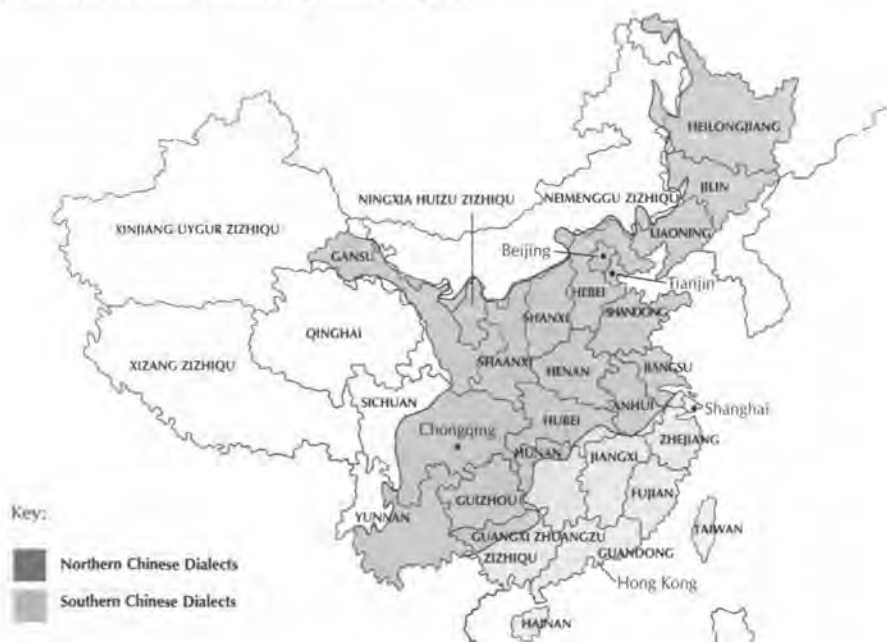 HEILONGJIANG
JILIN
NINGXIA HUIZU ZIZHIQU
NEIMENGGU ZIZHIQU
LIAONING
XINJIANG UYGUR ZIZHIQU
Beijing
GANSU
Tianjin
HEBEI
SHANXI
SHANDONG
QINGHAI
SHAANXI
HENAN
JIANGSU
XIZANG ZIZHIQU
SICHUAN
ANHUI
Shanghai
HUBEI
Chongqing
ZHEJIANG
HUNAN
JIANGXI
GUIZHOU
FUJIAN
Key:
YUNNAN
TAIWAN
GUANGXI ZHUANGZU
ZIZHIQU
GUANDONG
Northern Chinese Dialects
Hong Kong
Southern Chinese Dialects
HAINAN